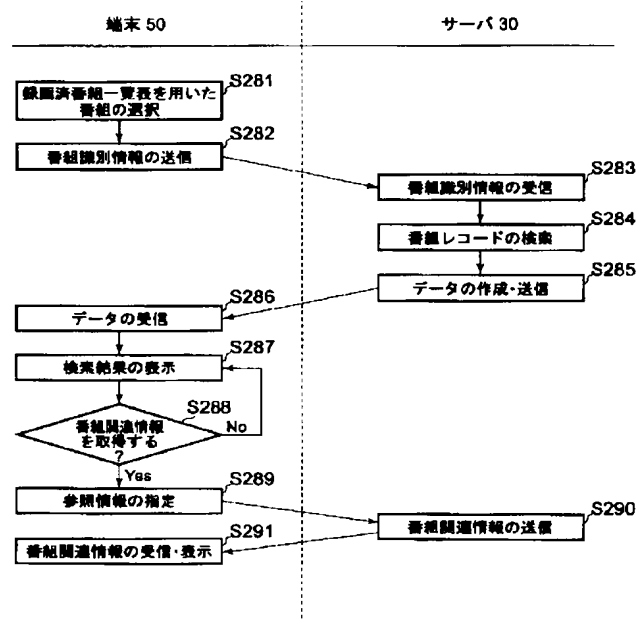 端末 50
サーバ 30
S281
録画済番組一覧表を用いた
番組の選択
S282
番組識別情報の送信
S283
番組識別情報の受信
S284
番組レコードの検索
S285
データの作成・送信
S286
データの受信
S287
検索結果の表示
S288
番組関連情報
を取得する
?
No
Yes
S289
参照情報の指定
S290
番組関連情報の送信
S291
番組関連情報の受信・表示